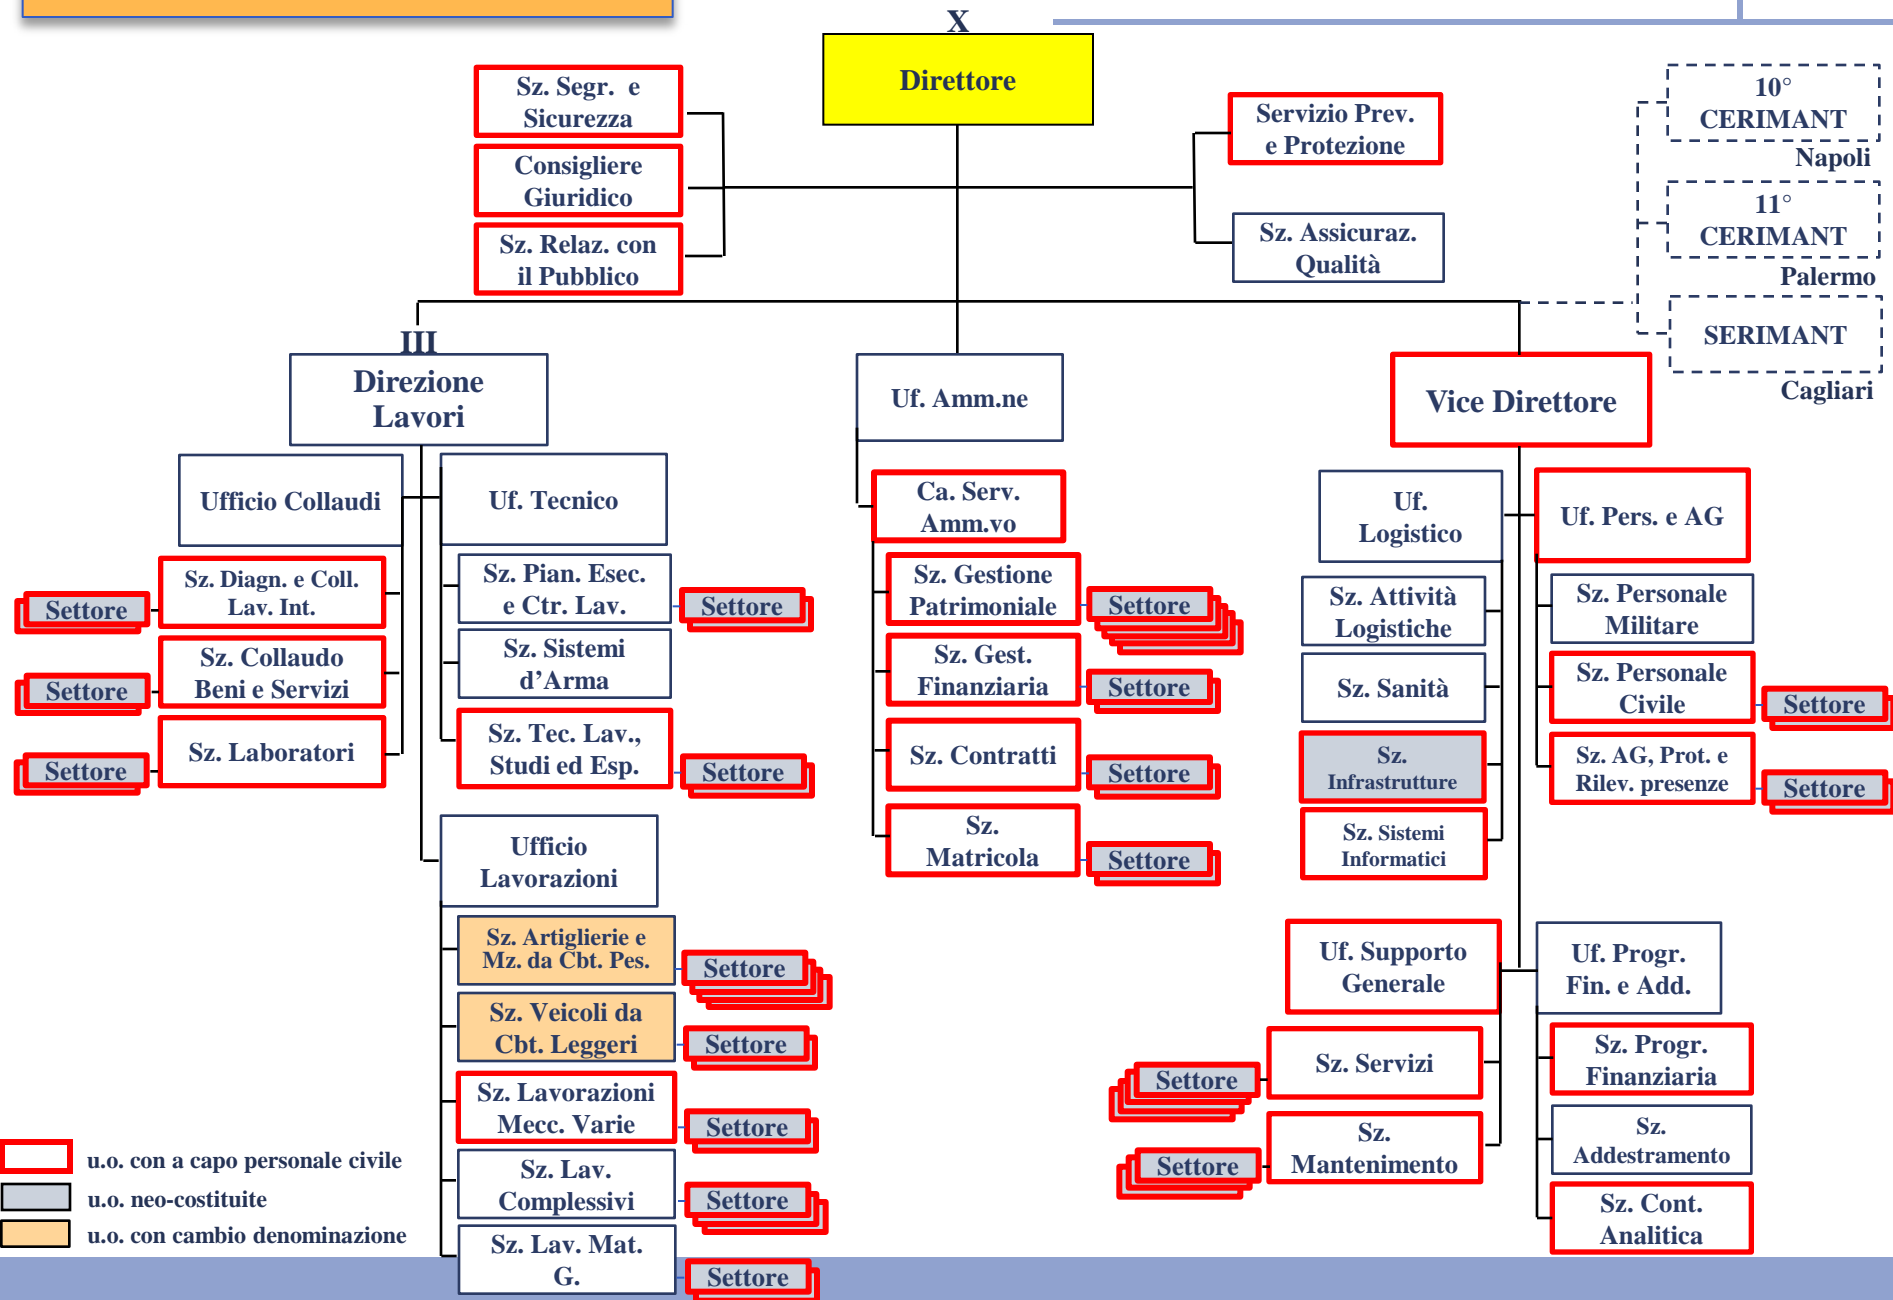 X
Direttore
Sz. Segr. e
Sicurezza
Consigliere
Giuridico
Sz. Relaz. con
il Pubblico
Servizio Prev.
e Protezione
Sz. Assicuraz.
Qualità
10°
CERIMANT
Napoli
11°
CERIMANT
Palermo
SERIMANT
Cagliari
III
Direzione
Lavori
Uf. Amm.ne
Vice Direttore
Ufficio Collaudi
Uf. Tecnico
Sz. Diagn. e Coll.
Lav. Int.
Settore
Sz. Collaudo
Beni e Servizi
Settore
Sz. Laboratori
Settore
Sz. Pian. Esec.
e Ctr. Lav.
Settore
Sz. Sistemi
d'Arma
Sz. Tec. Lav.,
Studi ed Esp.
Settore
Ufficio
Lavorazioni
Sz. Artiglierie e
Mz. da Cbt. Pes.
Settore
Sz. Veicoli da
Cbt. Leggeri
Settore
Sz. Lavorazioni
Mecc. Varie
Settore
Sz. Lav.
Complessivi
Settore
Sz. Lav. Mat.
G.
Settore
Ca. Serv.
Amm.vo
Sz. Gestione
Patrimoniale
Settore
Sz. Gest.
Finanziaria
Settore
Sz. Contratti
Settore
Sz.
Matricola
Settore
Uf.
Logistico
Uf. Pers. e AG
Sz. Attività
Logistiche
Sz. Sanità
Sz.
Infrastrutture
Sz. Sistemi
Informatici
Sz. Personale
Militare
Sz. Personale
Civile
Settore
Sz. AG, Prot. e
Rilev. presenze
Settore
Uf. Supporto
Generale
Uf. Progr.
Fin. e Add.
Sz. Servizi
Settore
Sz.
Mantenimento
Settore
Sz. Progr.
Finanziaria
Sz.
Addestramento
Sz. Cont.
Analitica
u.o. con a capo personale civile
u.o. neo-costituite
u.o. con cambio denominazione